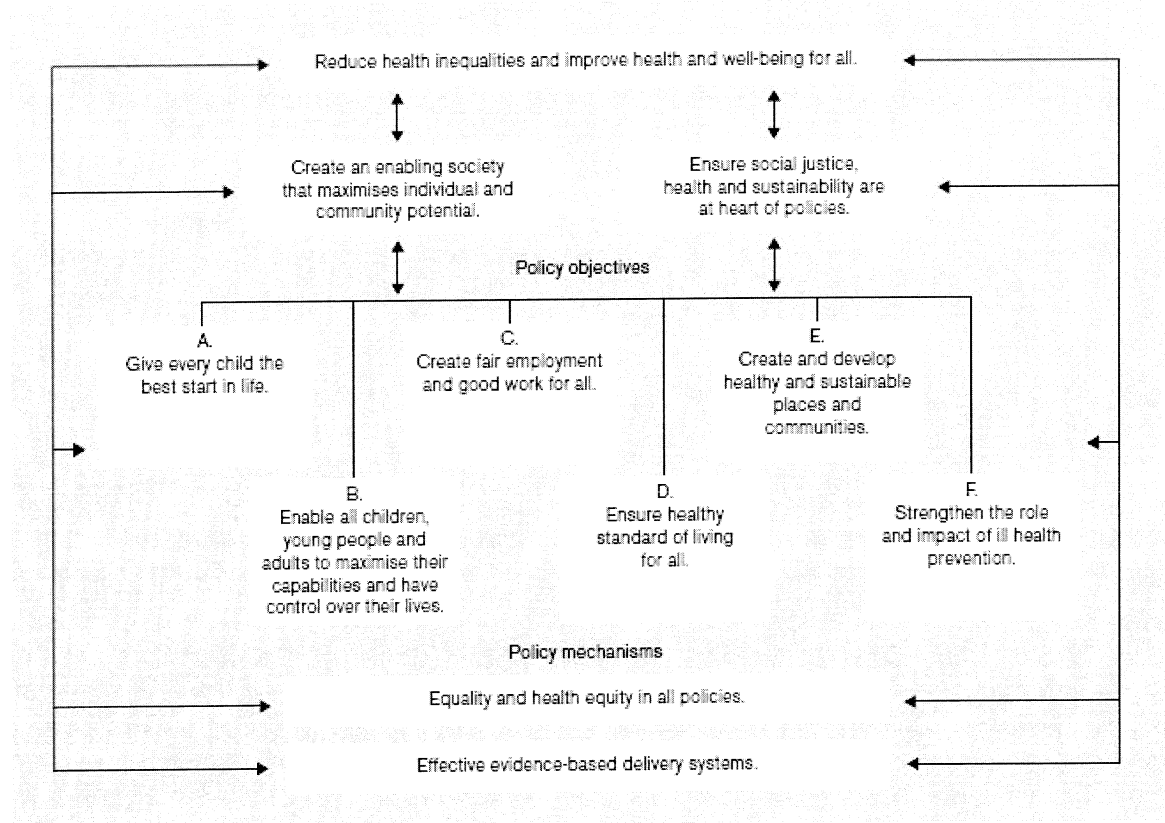 Reduce health inequalities and improve health and well-being for all.
Create an enabling society
that maximises individual and
community potential.
Ensure social justice,
health and sustainability are
at heart of policies.
Policy objectives
A.
Give every child the
best start in life.
C.
Create fair employment
and good work for all.
E.
Create and develop
healthy and sustainable
places and
communities.
B.
Enable all children,
young people and
adults to maximise their
capabilities and have
control over their lives.
D.
Ensure healthy
standard of living
for all.
F.
Strengthen the role
and impact of ill health
prevention.
Policy mechanisms
Equality and health equity in all policies.
Effective evidence-based delivery systems.